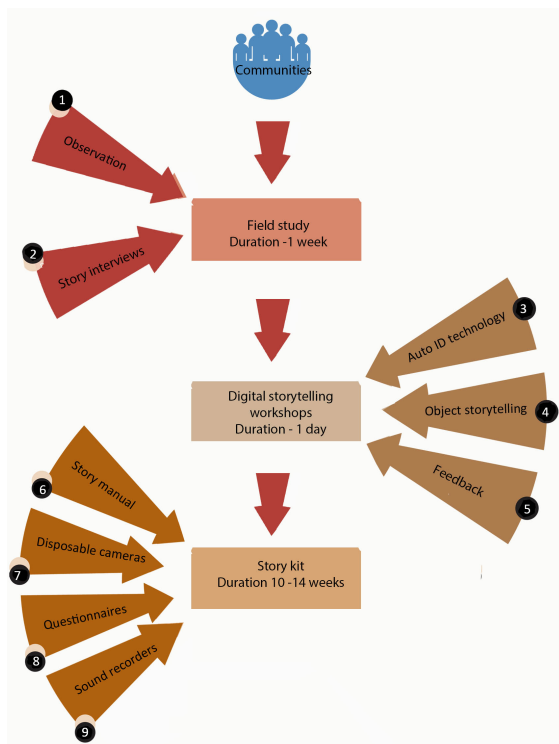 Communities
1
Observation
2
Story interviews
Field study
Duration -1 week
3
Auto ID technology
4
Object storytelling
5
Feedback
Digital storytelling
workshops
Duration - 1 day
6
Story manual
7
Disposable cameras
8
Questionnaires
9
Sound recorders
Story kit
Duration 10 -14 weeks